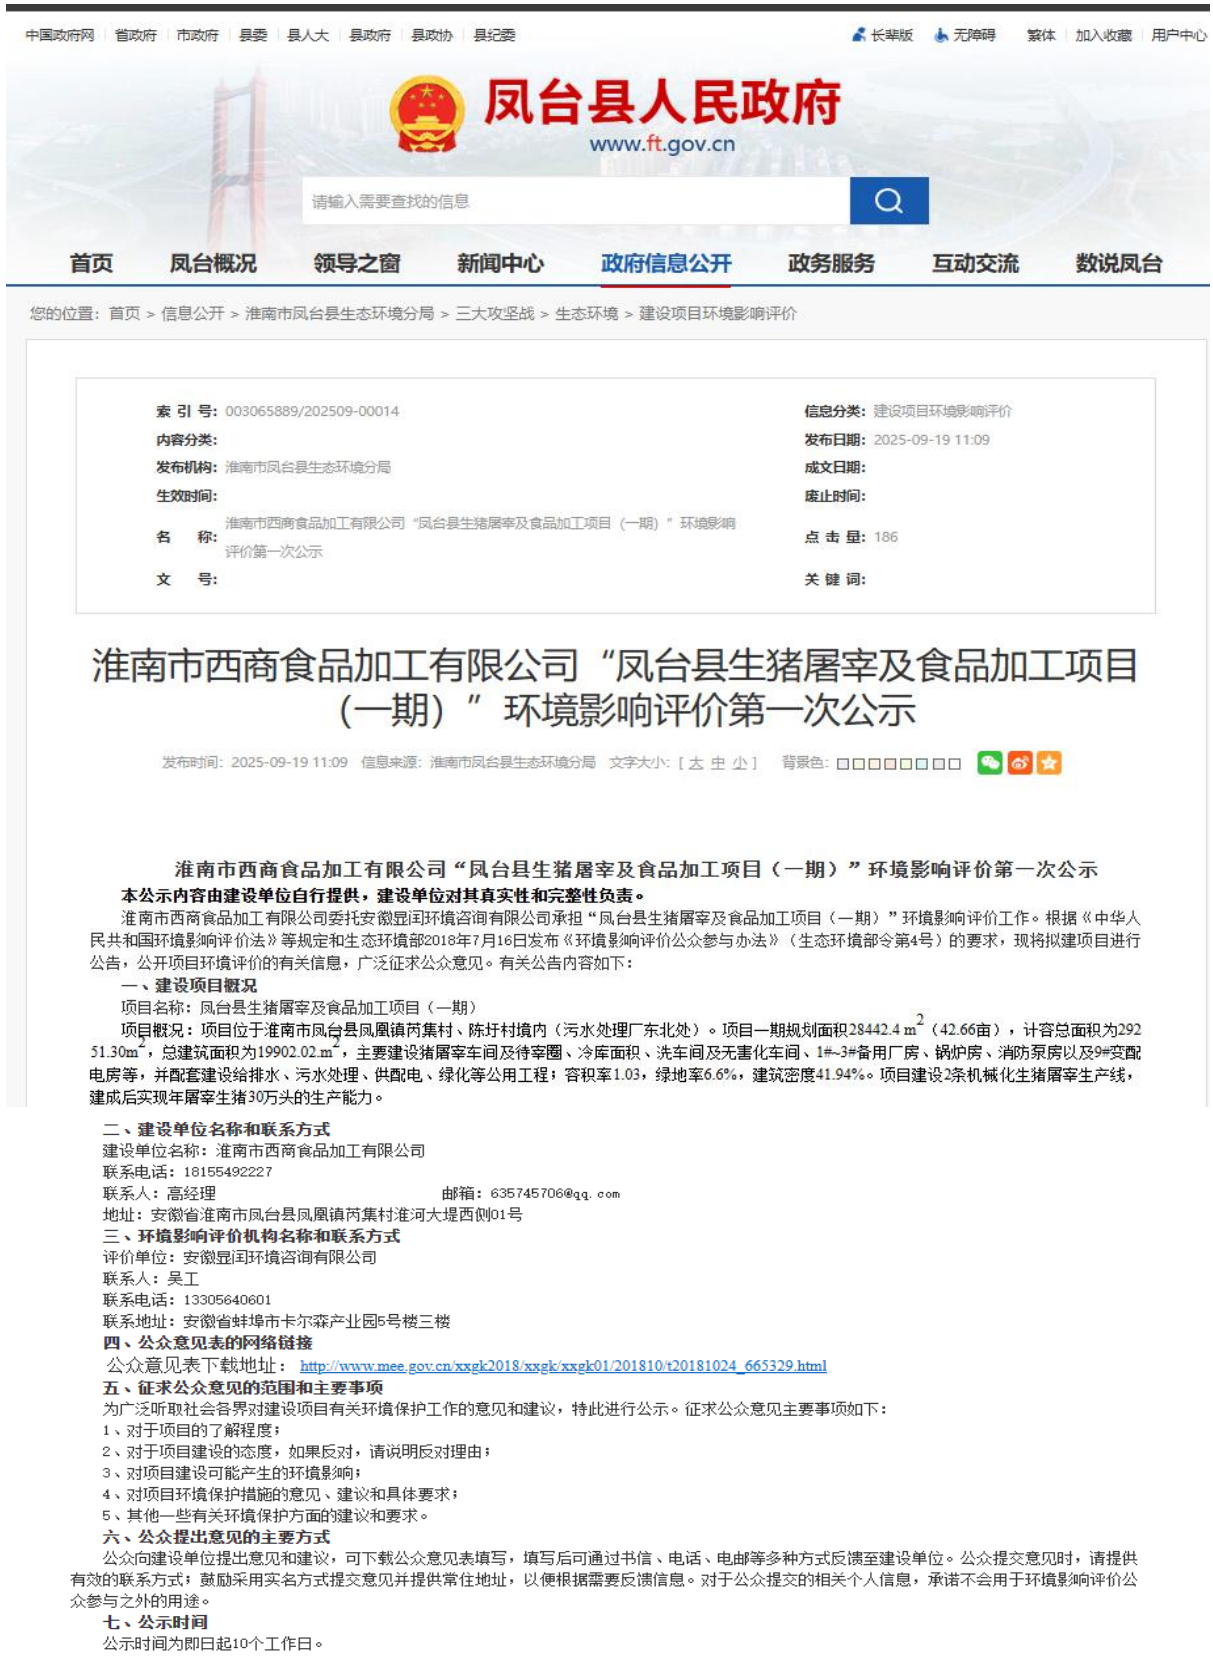 中国政府网 省政府 市政府 县委 县人大 县政府 县政协 县纪委 长辈版 无障碍 繁体 加入收藏 用户中心
凤台县人民政府
www.ft.gov.cn
请输入需要查找的信息
首页 凤台概况 领导之窗 新闻中心 政府信息公开 政务服务 互动交流 数说凤台
您的位置：首页 > 信息公开 > 淮南市凤台县生态环境分局 > 三大攻坚战 > 生态环境 > 建设项目环境影响评价
索引号：003065889/202509-00014 信息分类：建设项目环境影响评价
内容分类： 发布日期：2025-09-19 11:09
发布机构：淮南市凤台县生态环境分局 成文日期：
生效时间： 废止时间：
名 称：淮南市西商食品加工有限公司“凤台县生猪屠宰及食品加工项目（一期）”环境影响
评价第一次公示 点击量：186
文 号： 关键词：
淮南市西商食品加工有限公司“凤台县生猪屠宰及食品加工项目
（一期）”环境影响评价第一次公示
发布时间：2025-09-19 11:09 信息来源：淮南市凤台县生态环境分局 文字大小：[ 大 中 小 ] 背景色：
淮南市西商食品加工有限公司“凤台县生猪屠宰及食品加工项目（一期）”环境影响评价第一次公示
本公示内容由建设单位自行提供，建设单位对其真实性和完整性负责。
淮南市西商食品加工有限公司委托安徽显闰环境咨询有限公司承担“凤台县生猪屠宰及食品加工项目（一期）”环境影响评价工作。根据《中华人
民共和国环境影响评价法》等规定和生态环境部2018年7月16日发布《环境影响评价公众参与办法》（生态环境部令第4号）的要求，现将拟建项目进行
公告，公开项目环境评价的有关信息，广泛征求公众意见。有关公告内容如下：
一、建设项目概况
项目名称：凤台县生猪屠宰及食品加工项目（一期）
项目概况：项目位于淮南市凤台县凤凰镇芮集村、陈圩村境内（污水处理厂东北处）。项目一期规划面积28442.4 m²（42.66亩），计容总面积为292
51.30m²，总建筑面积为19902.02.m²，主要建设猪屠宰车间及待宰圈、冷库面积、洗车间及无害化车间、1#~3#备用厂房、锅炉房、消防泵房以及9#变配
电房等，并配套建设给排水、污水处理、供配电、绿化等公用工程；容积率1.03，绿地率6.6%，建筑密度41.94%。项目建设2条机械化生猪屠宰生产线，
建成后实现年屠宰生猪30万头的生产能力。
二、建设单位名称和联系方式
建设单位名称：淮南市西商食品加工有限公司
联系电话：18155492227
联系人：高经理 邮箱：635745706@qq.com
地址：安徽省淮南市凤台县凤凰镇芮集村淮河大堤西侧01号
三、环境影响评价机构名称和联系方式
评价单位：安徽显闰环境咨询有限公司
联系人：吴工
联系电话：13305640601
联系地址：安徽省蚌埠市卡尔森产业园5号楼三楼
四、公众意见表的网络链接
公众意见表下载地址： http://www.mee.gov.cn/xxgk2018/xxgk/xxgk01/201810/t20181024_665329.html
五、征求公众意见的范围和主要事项
为广泛听取社会各界对建设项目有关环境保护工作的意见和建议，特此进行公示。征求公众意见主要事项如下：
1、对于项目的了解程度；
2、对于项目建设的态度，如果反对，请说明反对理由；
3、对项目建设可能产生的环境影响；
4、对项目环境保护措施的意见、建议和具体要求；
5、其他一些有关环境保护方面的建议和要求。
六、公众提出意见的主要方式
公众向建设单位提出意见和建议，可下载公众意见表填写，填写后可通过书信、电话、电邮等多种方式反馈至建设单位。公众提交意见时，请提供
有效的联系方式；鼓励采用实名方式提交意见并提供常住地址，以便根据需要反馈信息。对于公众提交的相关个人信息，承诺不会用于环境影响评价公
众参与之外的用途。
七、公示时间
公示时间为即日起10个工作日。